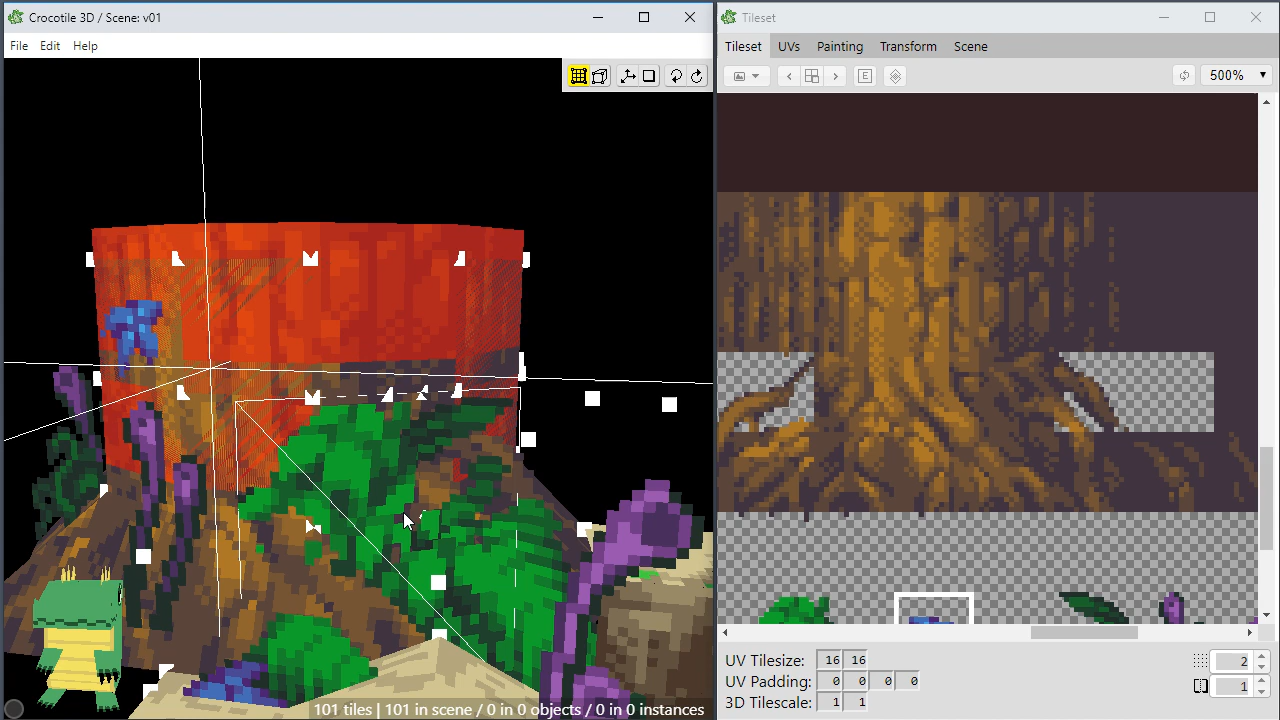 Crocotile 3D / Scene: v01
File Edit Help
101 tiles | 101 in scene / 0 in 0 objects / 0 in 0 instances
Tileset
Tileset UVs Painting Transform Scene
E 500%
UV Tilesize: 16 16 2
UV Padding: 0 0 0 0 1
3D Tilescale: 1 1